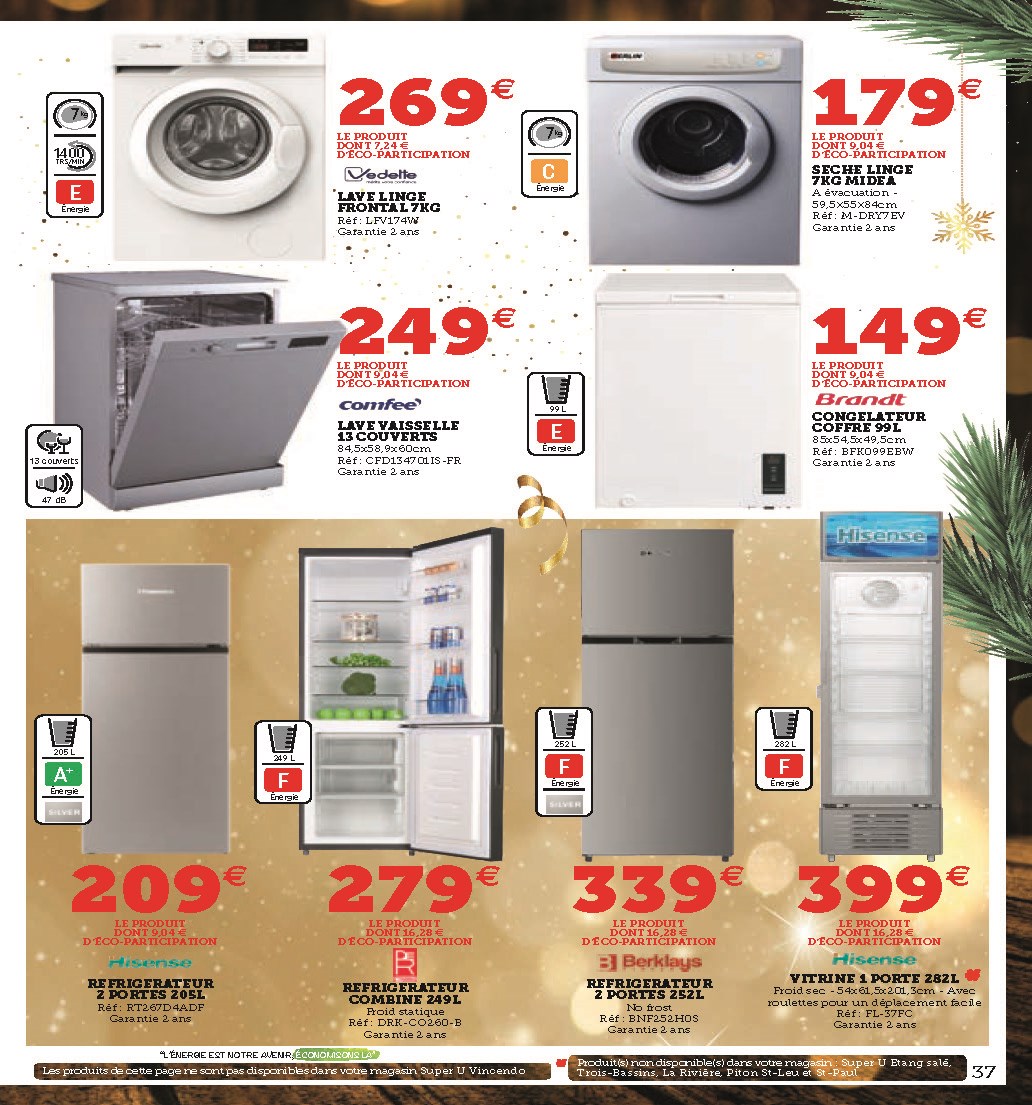 7kg
1400
TRS/MIN
E
Énergie
269€
LE PRODUIT
DONT 7,24 €
D'ÉCO-PARTICIPATION
Vedette
LAVE LINGE
FRONTAL 7KG
Réf : LFV174W
Garantie 2 ans
7kg
C
Énergie
BERLIN
179€
LE PRODUIT
DONT 9,04 €
D'ÉCO-PARTICIPATION
SECHE LINGE
7KG MIDEA
A évacuation -
59,5x55x84cm
Réf : M-DRY7EV
Garantie 2 ans
13 couverts
47 dB
249€
LE PRODUIT
DONT 9,04 €
D'ÉCO-PARTICIPATION
comfee'
LAVE VAISSELLE
13 COUVERTS
84,5x58,9x60cm
Réf : CFD134701IS-FR
Garantie 2 ans
99 L
E
Énergie
149€
LE PRODUIT
DONT 9,04 €
D'ÉCO-PARTICIPATION
Brandt
CONGELATEUR
COFFRE 99L
85x54,5x49,5cm
Réf : BFK099EBW
Garantie 2 ans
205 L
A+
Énergie
SILVER
209€
LE PRODUIT
DONT 9,04 €
D'ÉCO-PARTICIPATION
Hisense
REFRIGERATEUR
2 PORTES 205L
Réf : RT267D4ADF
Garantie 2 ans
249 L
F
Énergie
279€
LE PRODUIT
DONT 16,28 €
D'ÉCO-PARTICIPATION
REFRIGERATEUR
COMBINE 249L
Froid statique
Réf : DRK-CO260-B
Garantie 2 ans
252 L
F
Énergie
SILVER
339€
LE PRODUIT
DONT 16,28 €
D'ÉCO-PARTICIPATION
Berklays
REFRIGERATEUR
2 PORTES 252L
No frost
Réf : BNF252H0S
Garantie 2 ans
Hisense
282 L
F
Énergie
399€
LE PRODUIT
DONT 16,28 €
D'ÉCO-PARTICIPATION
Hisense
VITRINE 1 PORTE 282L
Froid sec - 54x61,5x201,3cm - Avec
roulettes pour un déplacement facile
Réf : FL-37FC
Garantie 2 ans
"L'ÉNERGIE EST NOTRE AVENIR, ÉCONOMISONS LA"
Les produits de cette page ne sont pas disponibles dans votre magasin Super U Vincendo
Produit(s) non disponible(s) dans votre magasin : Super U Etang salé,
Trois-Bassins, La Rivière, Piton St-Leu et St-Paul
37